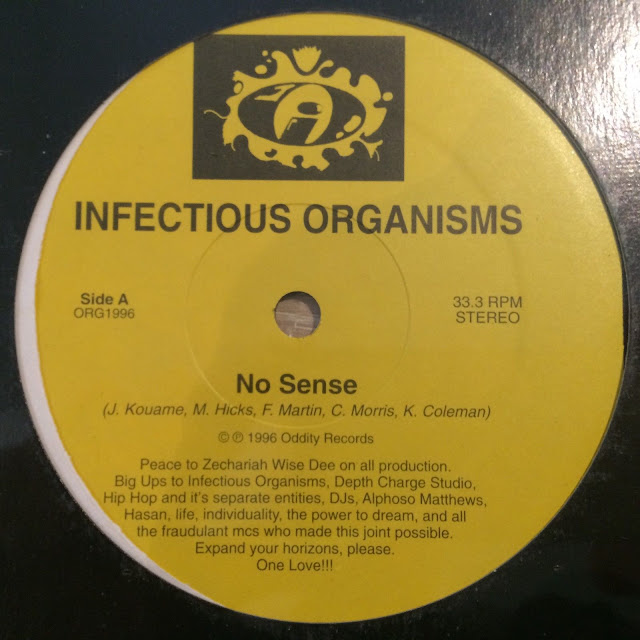 INFECTIOUS ORGANISMS
Side A
ORG1996
33.3 RPM
STEREO
No Sense
(J. Kouame, M. Hicks, F. Martin, C. Morris, K. Coleman)
© ℗ 1996 Oddity Records
Peace to Zechariah Wise Dee on all production.
Big Ups to Infectious Organisms, Depth Charge Studio,
Hip Hop and it's separate entities, DJs, Alphoso Matthews,
Hasan, life, individuality, the power to dream, and all
the fraudulant mcs who made this joint possible.
Expand your horizons, please.
One Love!!!